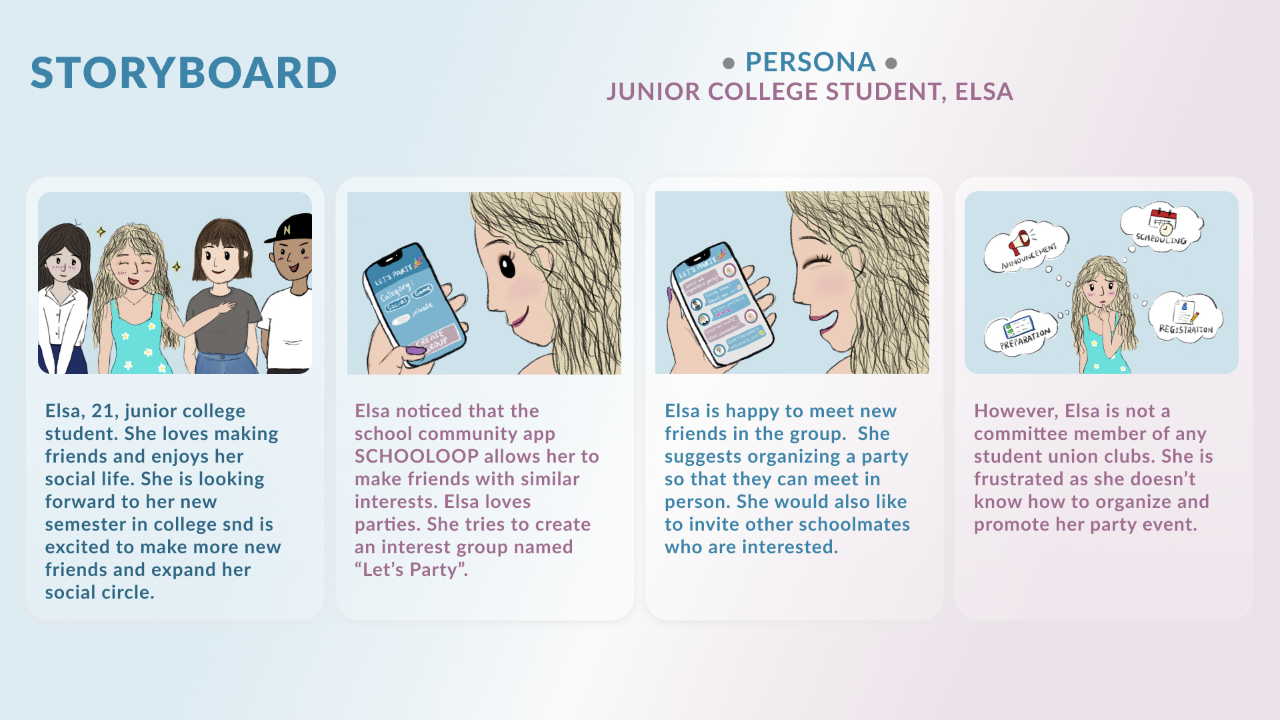 STORYBOARD
• PERSONA •
JUNIOR COLLEGE STUDENT, ELSA
N
LET'S PARTY
Category:
private
CREATE
GROUP
LET'S PARTY
ANNOUNCEMENT
SCHEDULING
PREPARATION
REGISTRATION
Elsa, 21, junior college
student. She loves making
friends and enjoys her
social life. She is looking
forward to her new
semester in college snd is
excited to make more new
friends and expand her
social circle.
Elsa noticed that the
school community app
SCHOOLOOP allows her to
make friends with similar
interests. Elsa loves
parties. She tries to create
an interest group named
“Let’s Party”.
Elsa is happy to meet new
friends in the group.  She
suggests organizing a party
so that they can meet in
person. She would also like
to invite other schoolmates
who are interested.
However, Elsa is not a
committee member of any
student union clubs. She is
frustrated as she doesn’t
know how to organize and
promote her party event.